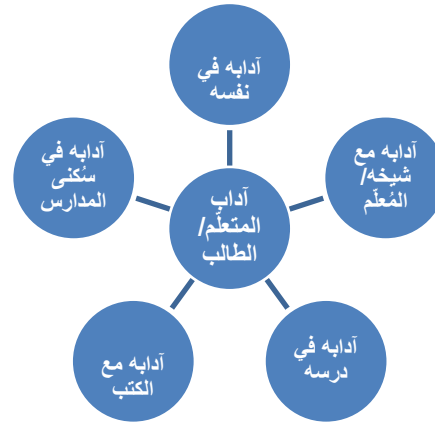 آدابه في
نفسه
آدابه مع
شيخه/
المُعلّم
آدابه في
درسه
آدابه مع
الكتب
آدابه في
سُكنى
المدارس
آداب
المتعلّم/
الطالب